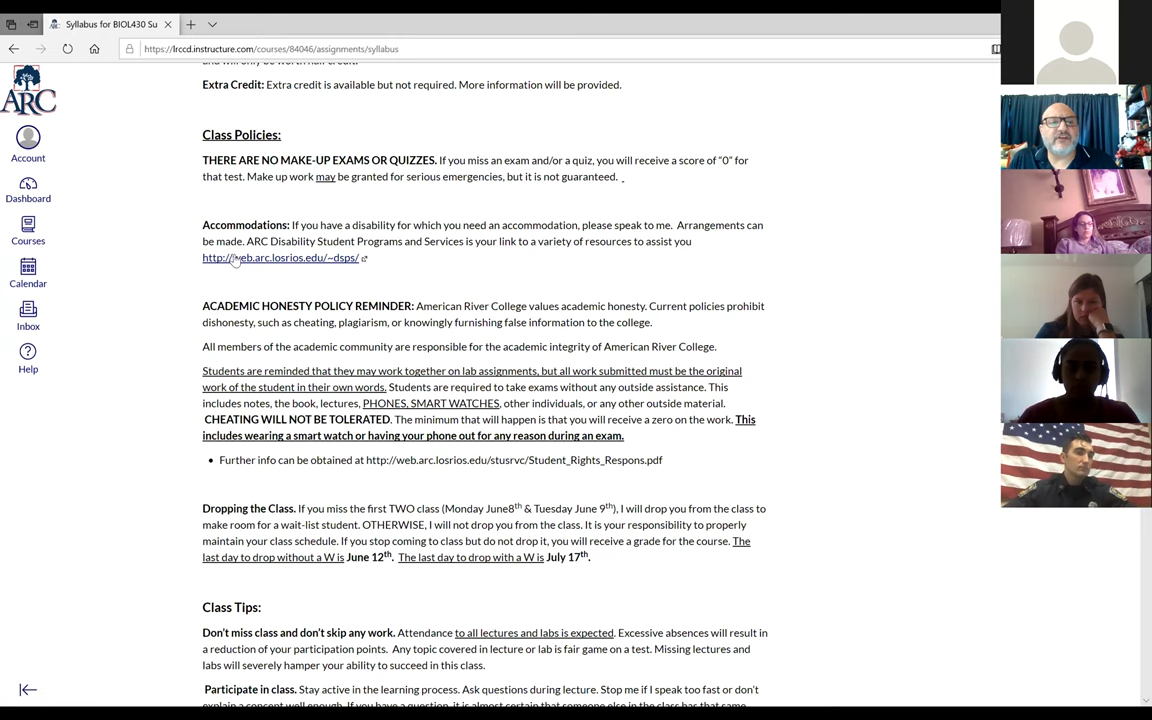 Syllabus for BIOL430 Su
https://lrccd.instructure.com/courses/84046/assignments/syllabus
ARC
Account
Dashboard
Courses
Calendar
Inbox
Help
Extra Credit: Extra credit is available but not required. More information will be provided.
Class Policies:
THERE ARE NO MAKE-UP EXAMS OR QUIZZES. If you miss an exam and/or a quiz, you will receive a score of “0” for
that test. Make up work may be granted for serious emergencies, but it is not guaranteed.
Accommodations: If you have a disability for which you need an accommodation, please speak to me. Arrangements can
be made. ARC Disability Student Programs and Services is your link to a variety of resources to assist you
http://web.arc.losrios.edu/~dsps/
ACADEMIC HONESTY POLICY REMINDER: American River College values academic honesty. Current policies prohibit
dishonesty, such as cheating, plagiarism, or knowingly furnishing false information to the college.
All members of the academic community are responsible for the academic integrity of American River College.
Students are reminded that they may work together on lab assignments, but all work submitted must be the original
work of the student in their own words. Students are required to take exams without any outside assistance. This
includes notes, the book, lectures, PHONES, SMART WATCHES, other individuals, or any other outside material.
CHEATING WILL NOT BE TOLERATED. The minimum that will happen is that you will receive a zero on the work. This
includes wearing a smart watch or having your phone out for any reason during an exam.
• Further info can be obtained at http://web.arc.losrios.edu/stusrvc/Student_Rights_Respons.pdf
Dropping the Class. If you miss the first TWO class (Monday June8th & Tuesday June 9th), I will drop you from the class to
make room for a wait-list student. OTHERWISE, I will not drop you from the class. It is your responsibility to properly
maintain your class schedule. If you stop coming to class but do not drop it, you will receive a grade for the course. The
last day to drop without a W is June 12th. The last day to drop with a W is July 17th.
Class Tips:
Don’t miss class and don’t skip any work. Attendance to all lectures and labs is expected. Excessive absences will result in
a reduction of your participation points. Any topic covered in lecture or lab is fair game on a test. Missing lectures and
labs will severely hamper your ability to succeed in this class.
Participate in class. Stay active in the learning process. Ask questions during lecture. Stop me if I speak too fast or don’t
explain a concept well enough. If you have a question, it is almost certain that someone else in the class has that same